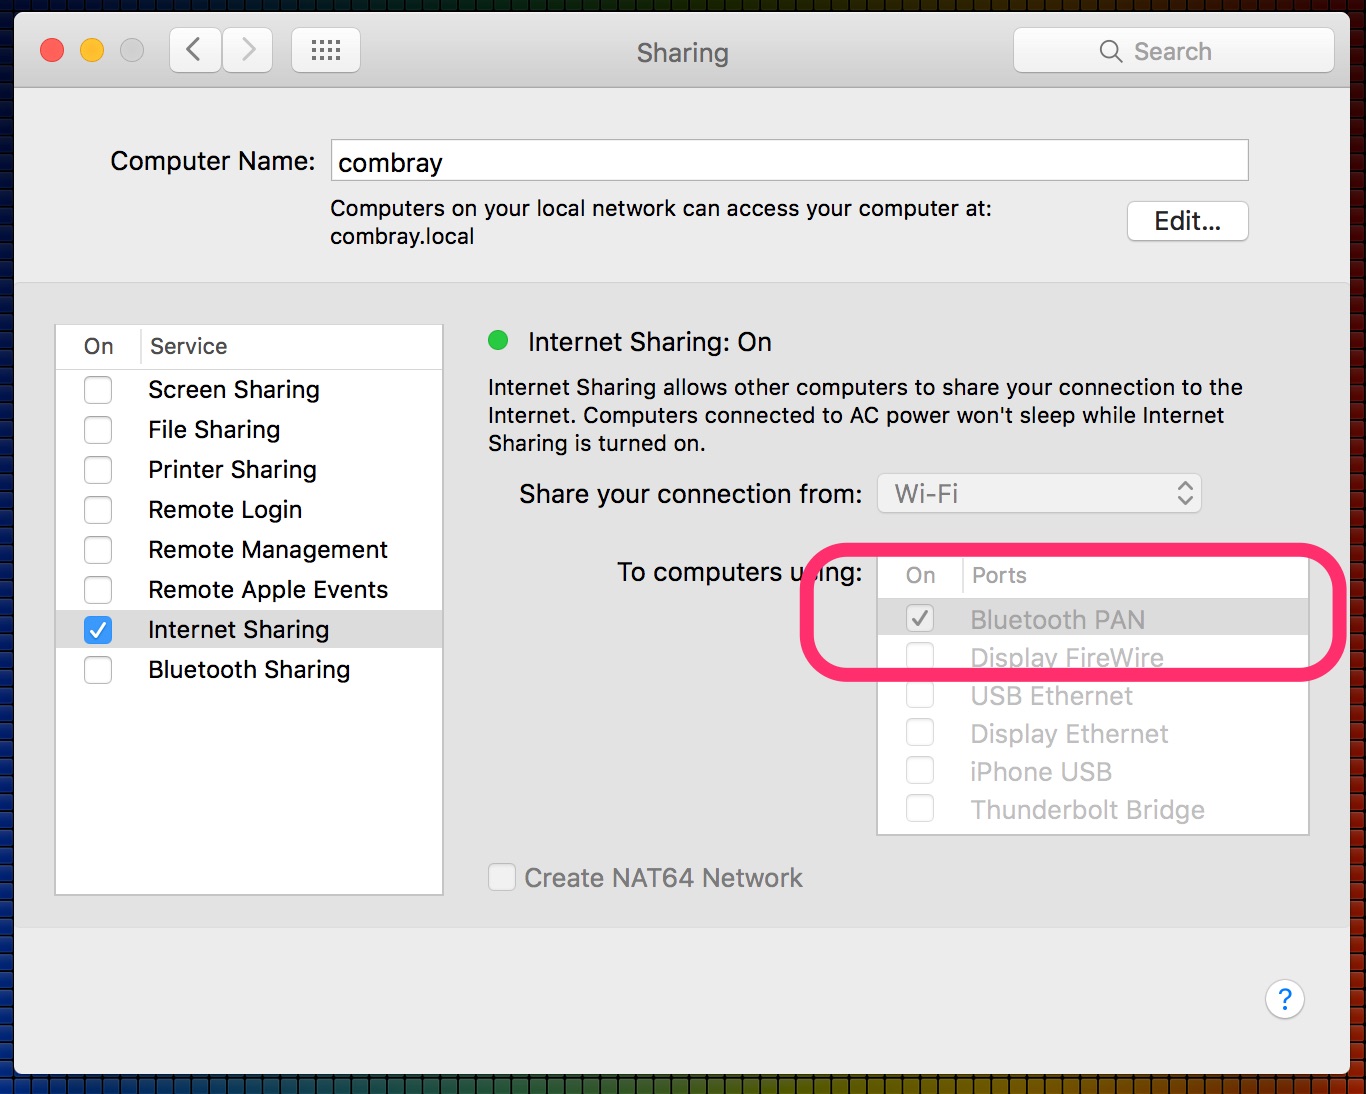 Sharing
Search
Computer Name:
combray
Computers on your local network can access your computer at:
combray.local
Edit...
On
Service
Screen Sharing
File Sharing
Printer Sharing
Remote Login
Remote Management
Remote Apple Events
Internet Sharing
Bluetooth Sharing
Internet Sharing: On
Internet Sharing allows other computers to share your connection to the
Internet. Computers connected to AC power won't sleep while Internet
Sharing is turned on.
Share your connection from:
Wi-Fi
To computers using:
On
Ports
Bluetooth PAN
Display FireWire
USB Ethernet
Display Ethernet
iPhone USB
Thunderbolt Bridge
Create NAT64 Network
?